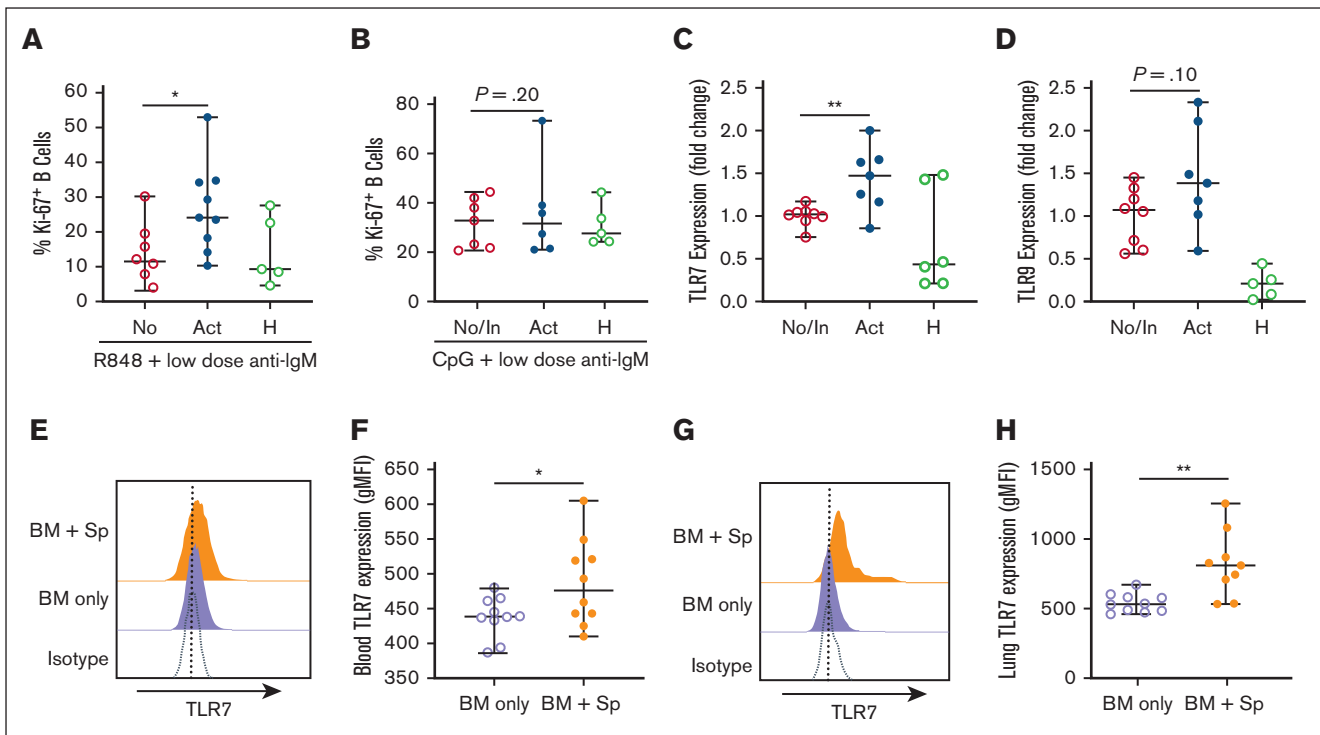 A
% Ki-67+ B Cells
60
50
40
30
20
10
0
*
No Act H
R848 + low dose anti-IgM
B
% Ki-67+ B Cells
80
60
40
20
0
P = .20
No/In Act H
CpG + low dose anti-IgM
C
TLR7 Expression (fold change)
2.5
2.0
1.5
1.0
0.5
0.0
**
No/In Act H
D
TLR9 Expression (fold change)
2.5
2.0
1.5
1.0
0.5
0.0
P = .10
No/In Act H
E
BM + Sp
BM only
Isotype
TLR7
F
Blood TLR7 expression (gMFI)
650
600
550
500
450
400
350
*
BM only BM + Sp
G
BM + Sp
BM only
Isotype
TLR7
H
Lung TLR7 expression (gMFI)
1500
1000
500
0
**
BM only BM + Sp